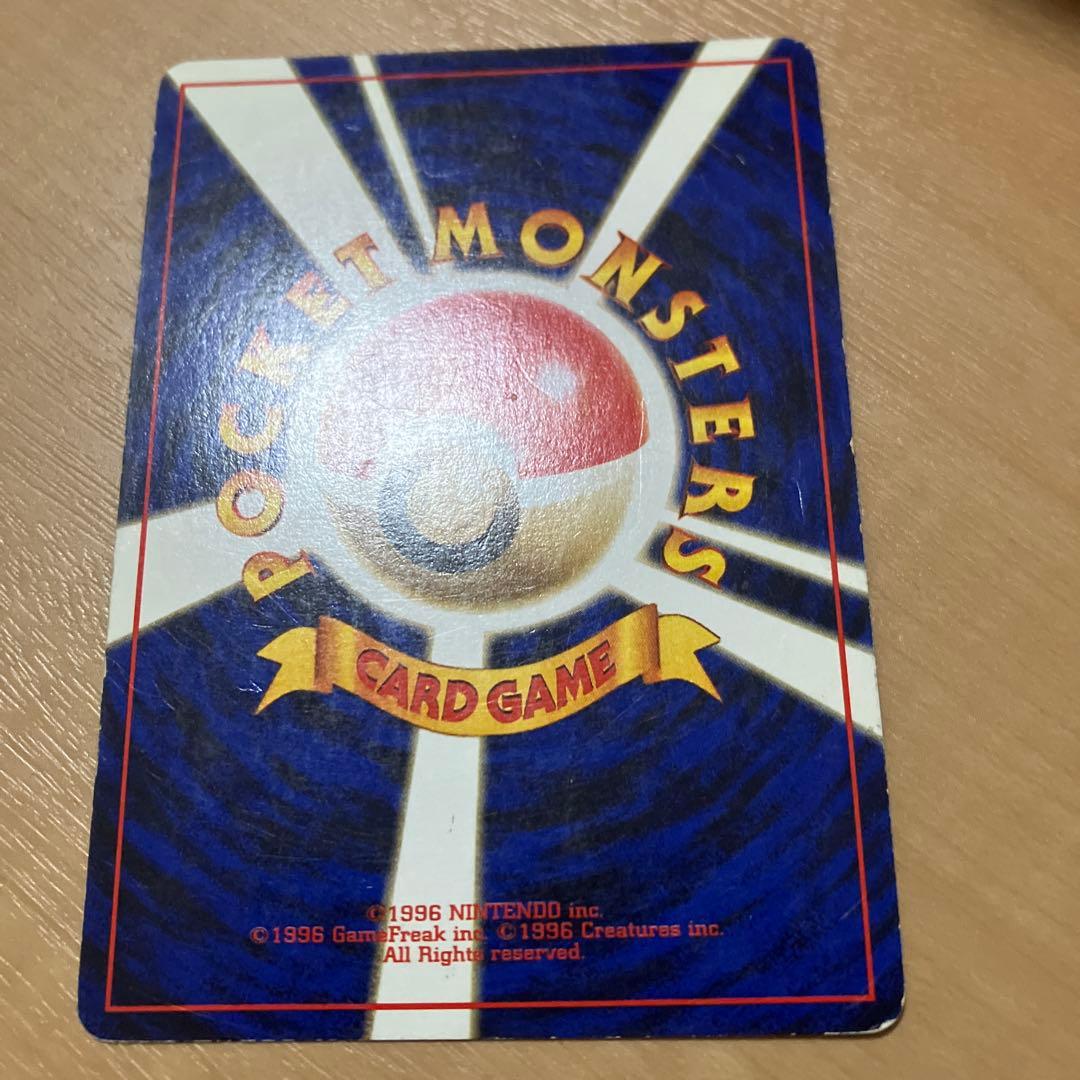 POCKET MONSTERS
CARD GAME
©1996 NINTENDO inc.
©1996 GameFreak inc. ©1996 Creatures inc.
All Rights reserved.